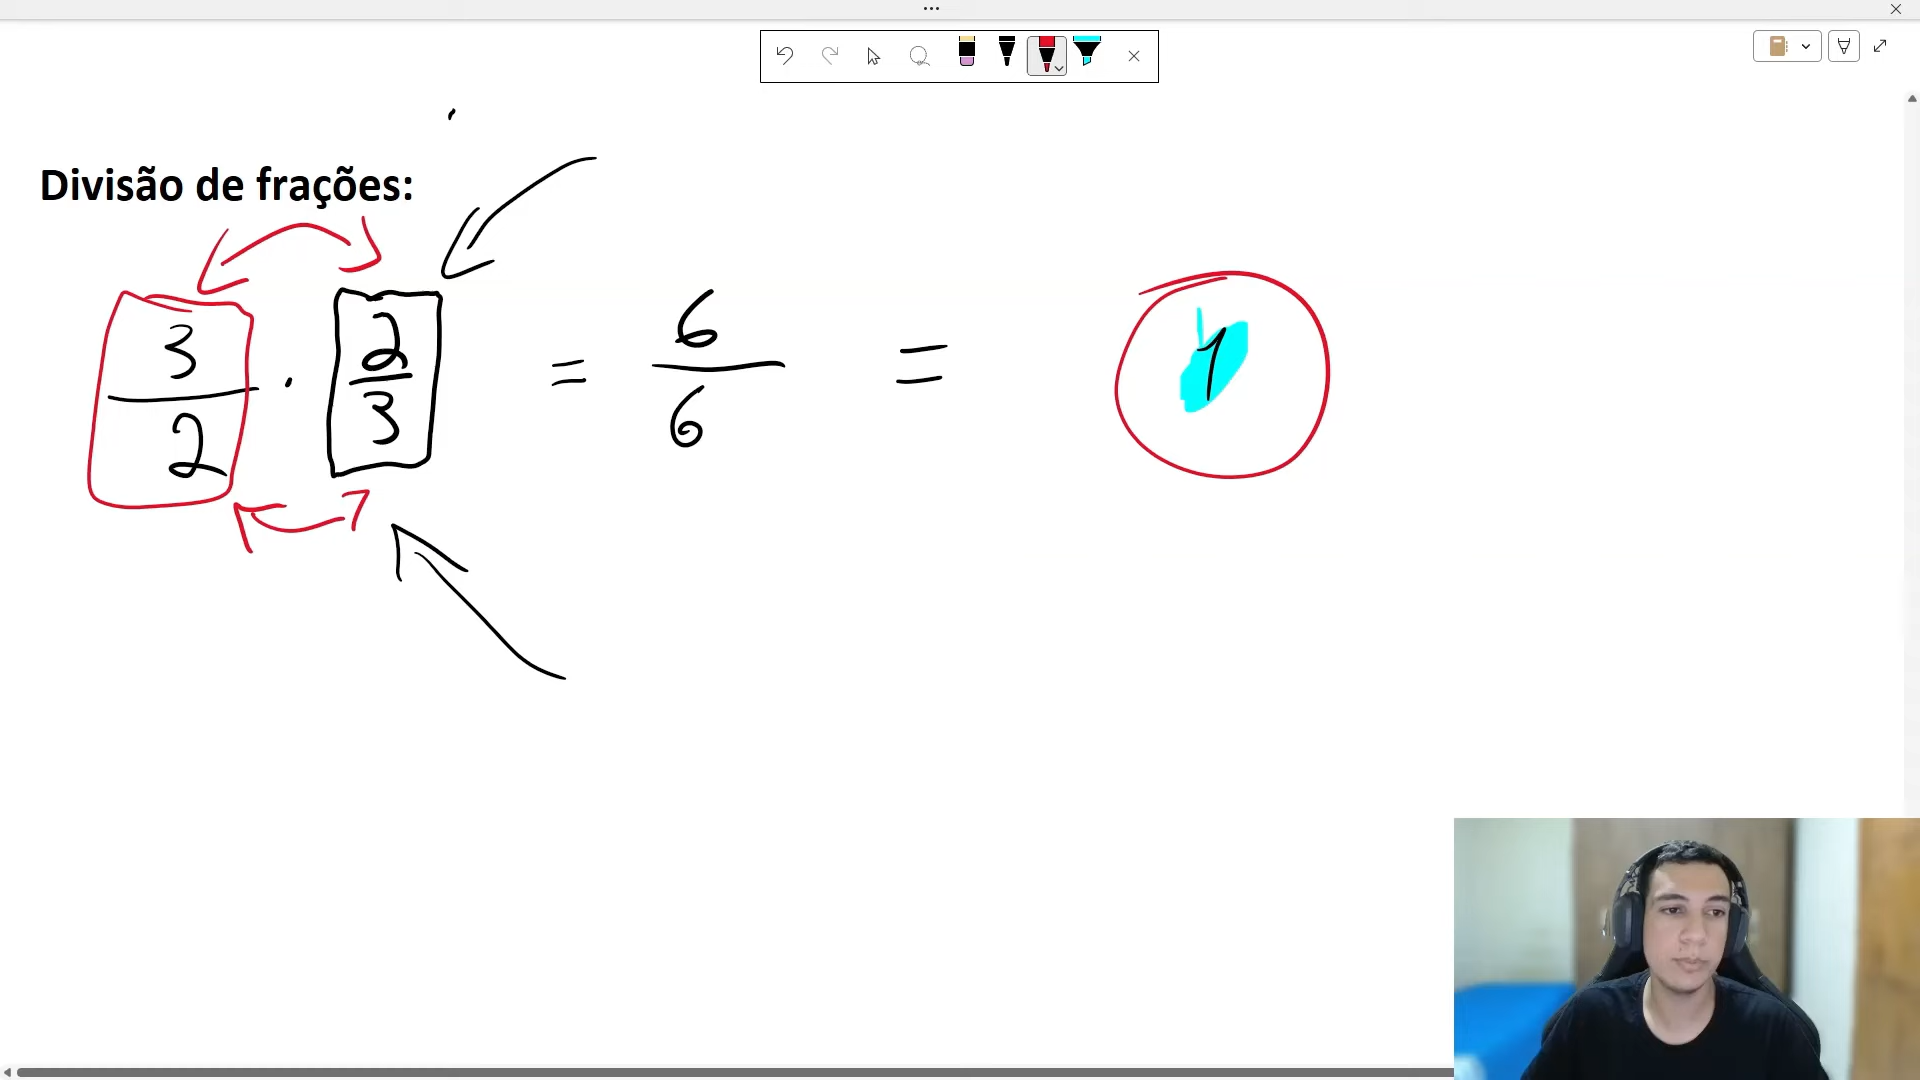 Divisão de frações:
3/2 · 2/3 = 6/6 = 1